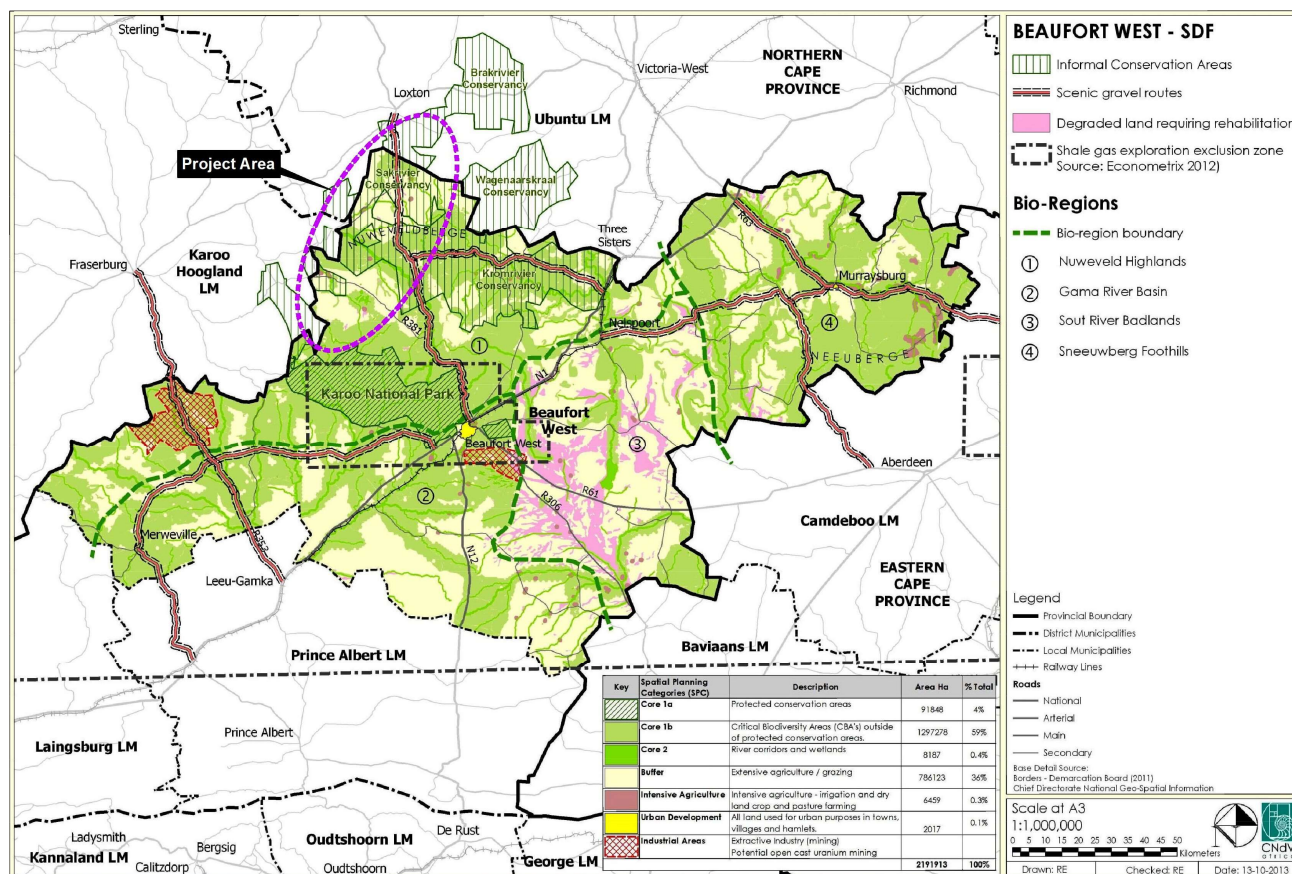 Sterling
Loxton
Brakrivier
Conservancy
Victoria-West
NORTHERN
CAPE
PROVINCE
Richmond
Ubuntu LM
Project Area
Sakrivier
Conservancy
Wagenaarskraal
Conservancy
NUWEVELDBERGE
Three
Sisters
R63
Karoo
Hoogland
LM
Fraserburg
Kromrivier
Conservancy
Murraysburg
R381
Nelspoort
①
④
SNEEUBERGE
N1
Karoo National Park
Beaufort
West
③
Beaufort West
Aberdeen
②
R61
R306
Camdeboo LM
Merweville
R353
Leeu-Gamka
N12
EASTERN
CAPE
PROVINCE
Prince Albert LM
Baviaans LM
Laingsburg LM
Prince Albert
Ladysmith
Bergsig
Oudtshoorn LM
De Rust
Kannaland LM
Calitzdorp
Oudtshoorn
George LM
BEAUFORT WEST - SDF
Informal Conservation Areas
Scenic gravel routes
Degraded land requiring rehabilitation
Shale gas exploration exclusion zone
Source: Econometrix 2012)
Bio-Regions
Bio-region boundary
① Nuweveld Highlands
② Gama River Basin
③ Sout River Badlands
④ Sneeuwberg Foothills
Legend
Provincial Boundary
District Municipalities
Local Municipalities
Railway Lines
Roads
National
Arterial
Main
Secondary
Base Detail Source:
Borders - Demarcation Board (2011)
Chief Directorate National Geo-Spatial Information
Scale at A3
1:1,000,000
0 5 10 15 20 25 30 35 40 45 50
Kilometers
CNdV
africa
Drawn: RE Checked: RE Date: 13-10-2013
Key Spatial Planning Categories (SPC) Description Area Ha % Total
Core 1a Protected conservation areas 91848 4%
Core 1b Critical Biodiversity Areas (CBA's) outside of protected conservation areas. 1297278 59%
Core 2 River corridors and wetlands 8187 0.4%
Buffer Extensive agriculture / grazing 786123 36%
Intensive Agriculture Intensive agriculture - irrigation and dry land crop and pasture farming 6459 0.3%
Urban Development All land used for urban purposes in towns, villages and hamlets. 2017 0.1%
Industrial Areas Extractive Industry (mining)
Potential open cast uranium mining
2191913 100%